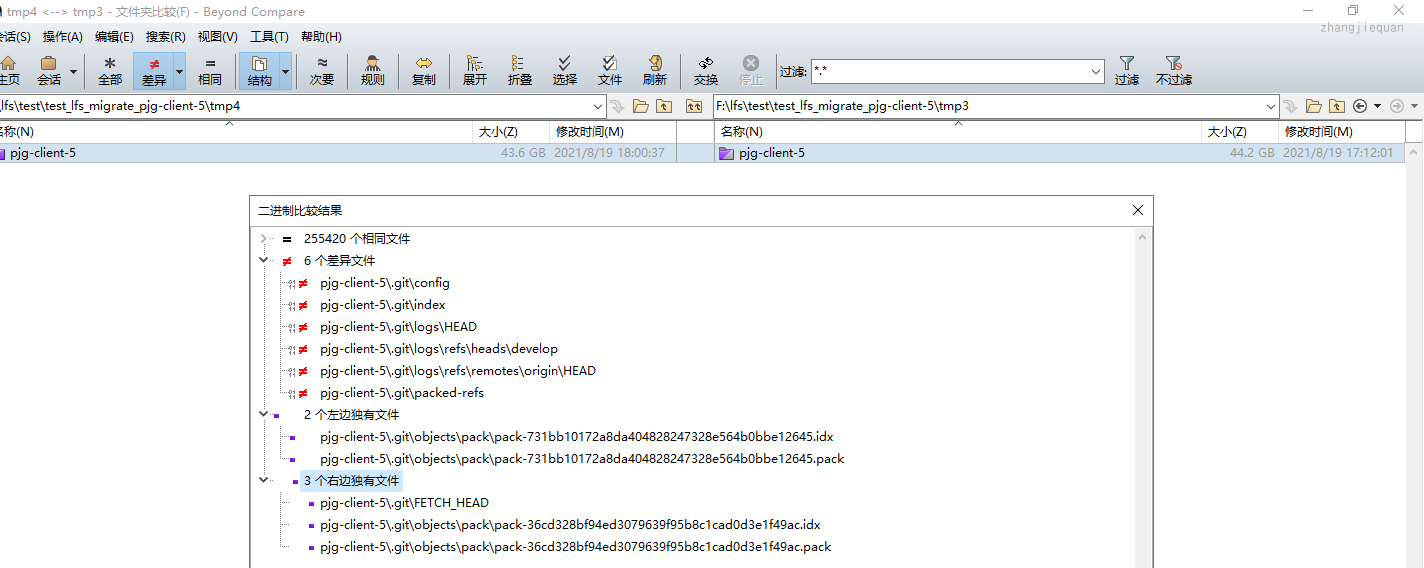 tmp4 <--> tmp3 - 文件夹比较(F) - Beyond Compare
zhangjiequan
会话(S) 操作(A) 编辑(E) 搜索(R) 视图(V) 工具(T) 帮助(H)
主页 会话 全部 差异 相同 结构 次要 规则 复制 展开 折叠 选择 文件 刷新 交换 停止 过滤: *.* 过滤 不过滤
\lfs\test\test_lfs_migrate_pjg-client-5\tmp4 F:\lfs\test\test_lfs_migrate_pjg-client-5\tmp3
名称(N) 大小(Z) 修改时间(M) 名称(N) 大小(Z) 修改时间(M)
pjg-client-5 43.6 GB 2021/8/19 18:00:37 pjg-client-5 44.2 GB 2021/8/19 17:12:01
二进制比较结果
= 255420 个相同文件
≠ 6 个差异文件
≠ pjg-client-5\.git\config
≠ pjg-client-5\.git\index
≠ pjg-client-5\.git\logs\HEAD
≠ pjg-client-5\.git\logs\refs\heads\develop
≠ pjg-client-5\.git\logs\refs\remotes\origin\HEAD
≠ pjg-client-5\.git\packed-refs
2 个左边独有文件
pjg-client-5\.git\objects\pack\pack-731bb10172a8da404828247328e564b0bbe12645.idx
pjg-client-5\.git\objects\pack\pack-731bb10172a8da404828247328e564b0bbe12645.pack
3 个右边独有文件
pjg-client-5\.git\FETCH_HEAD
pjg-client-5\.git\objects\pack\pack-36cd328bf94ed3079639f95b8c1cad0d3e1f49ac.idx
pjg-client-5\.git\objects\pack\pack-36cd328bf94ed3079639f95b8c1cad0d3e1f49ac.pack